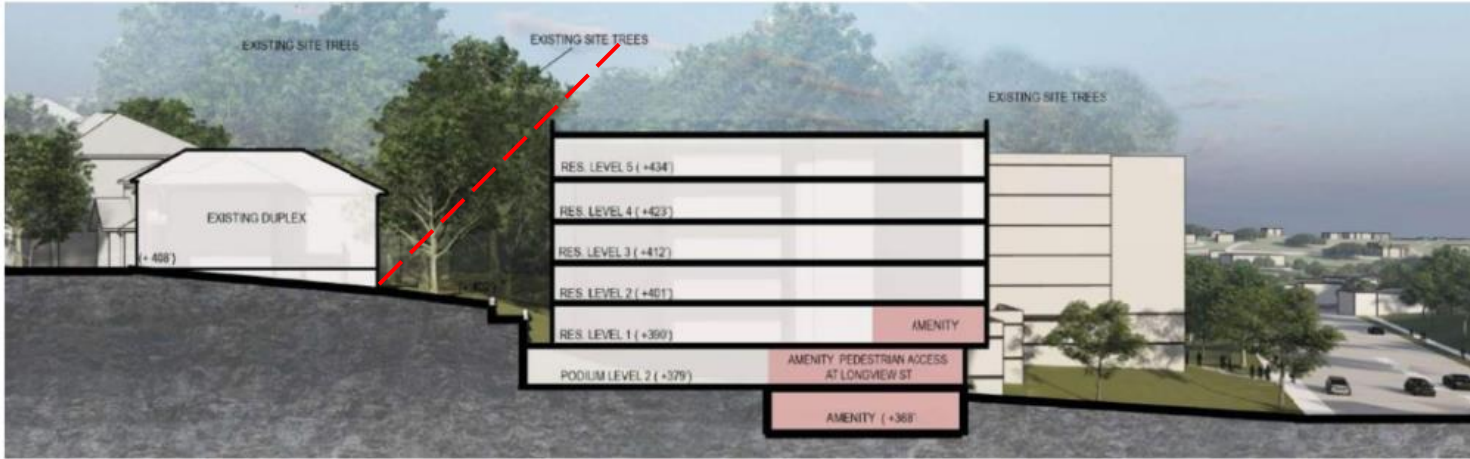 EXISTING SITE TREES
EXISTING SITE TREES
EXISTING SITE TREES
RES. LEVEL 5 ( +434')
RES. LEVEL 4 ( +423')
EXISTING DUPLEX
RES. LEVEL 3 ( +412')
(+ 408')
RES. LEVEL 2 ( +401')
RES. LEVEL 1 ( +390')
AMENITY
AMENITY PEDESTRIAN ACCESS
AT LONGVIEW ST
PODIUM LEVEL 2 ( +379')
AMENITY ( +368'